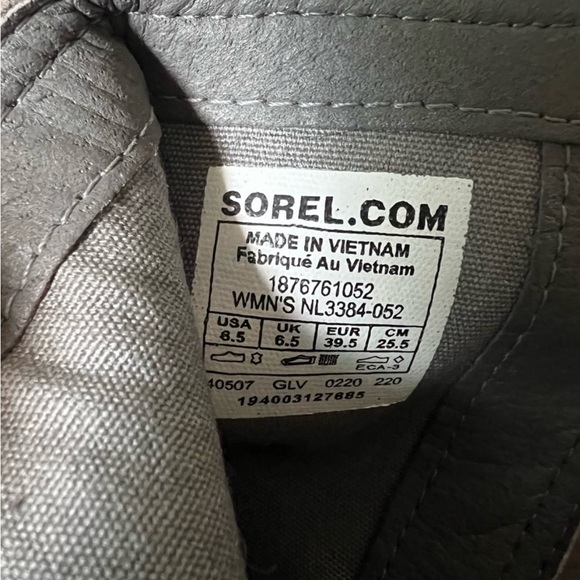 SOREL.COM
MADE IN VIETNAM
Fabriqué Au Vietnam
1876761052
WMN'S NL3384-052
USA UK EUR CM
8.5 6.5 39.5 25.5
ECA-3
40507 GLV 0220 220
194003127685